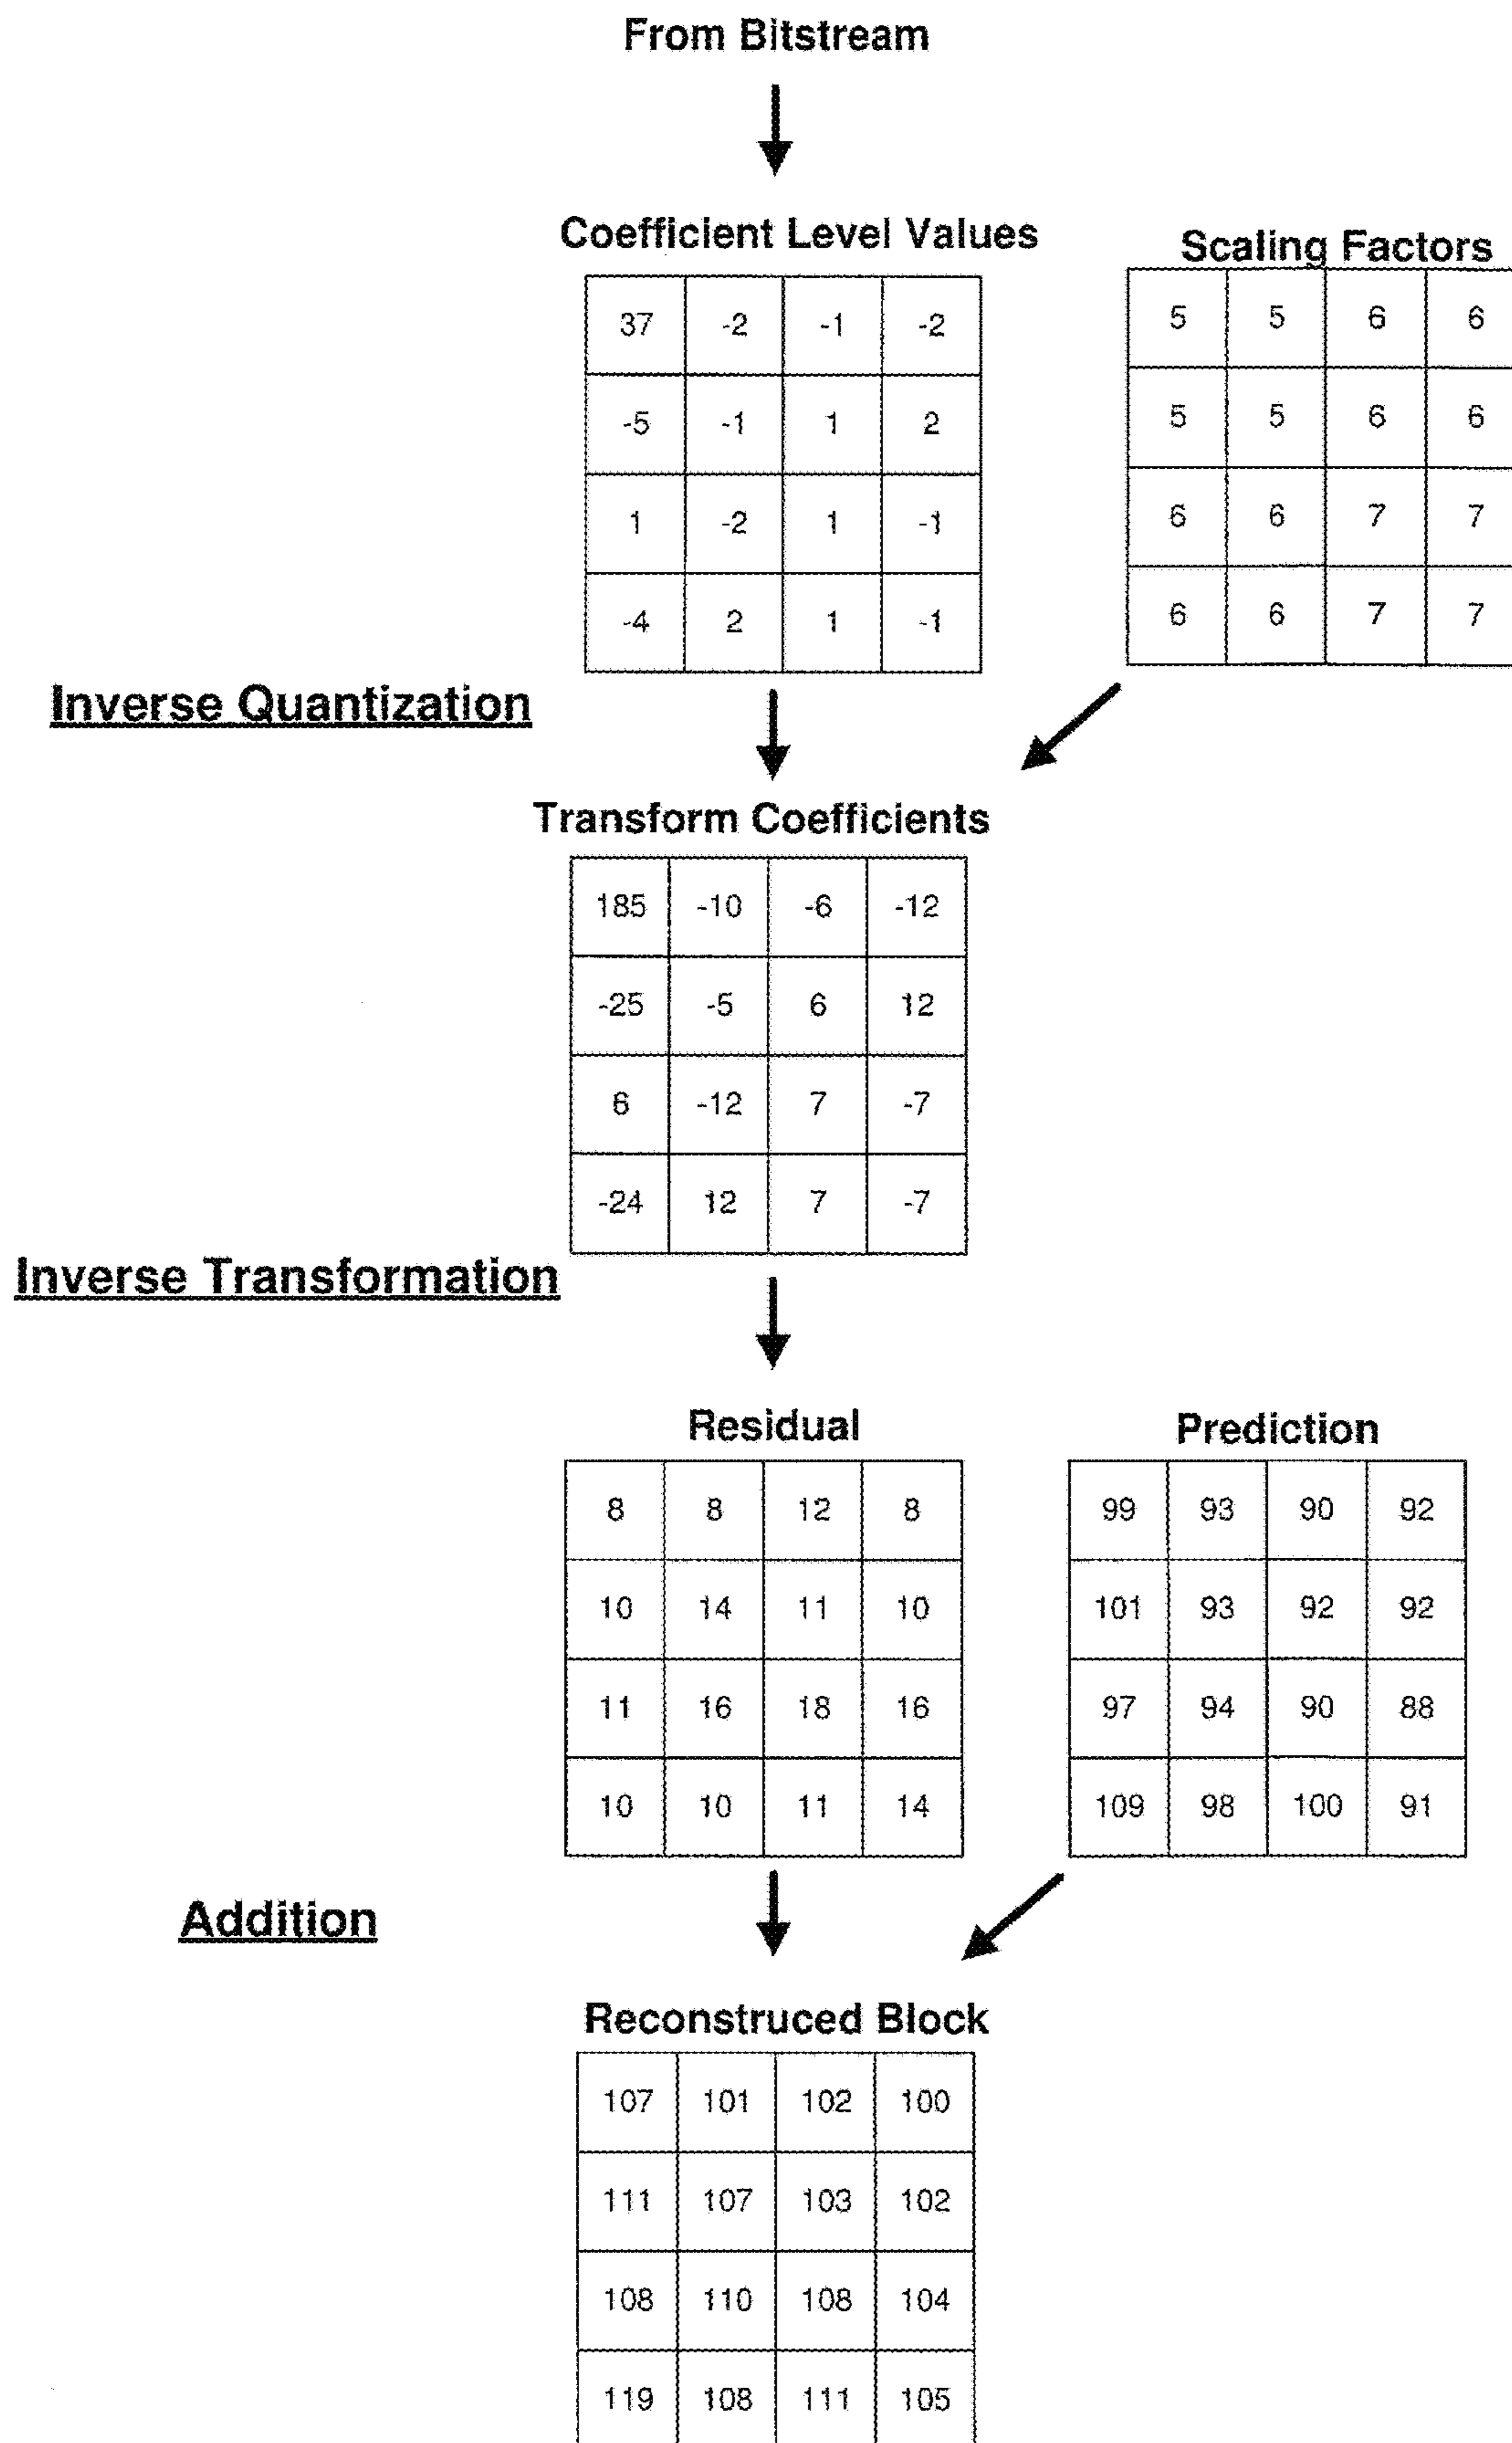 From Bitstream
Coefficient Level Values
37 -2 -1 -2
-5 -1 1 2
1 -2 1 -1
-4 2 1 -1
Scaling Factors
5 5 6 6
5 5 6 6
6 6 7 7
6 6 7 7
Inverse Quantization
Transform Coefficients
185 -10 -6 -12
-25 -5 6 12
6 -12 7 -7
-24 12 7 -7
Inverse Transformation
Residual
8 8 12 8
10 14 11 10
11 16 18 16
10 10 11 14
Prediction
99 93 90 92
101 93 92 92
97 94 90 88
109 98 100 91
Addition
Reconstruced Block
107 101 102 100
111 107 103 102
108 110 108 104
119 108 111 105